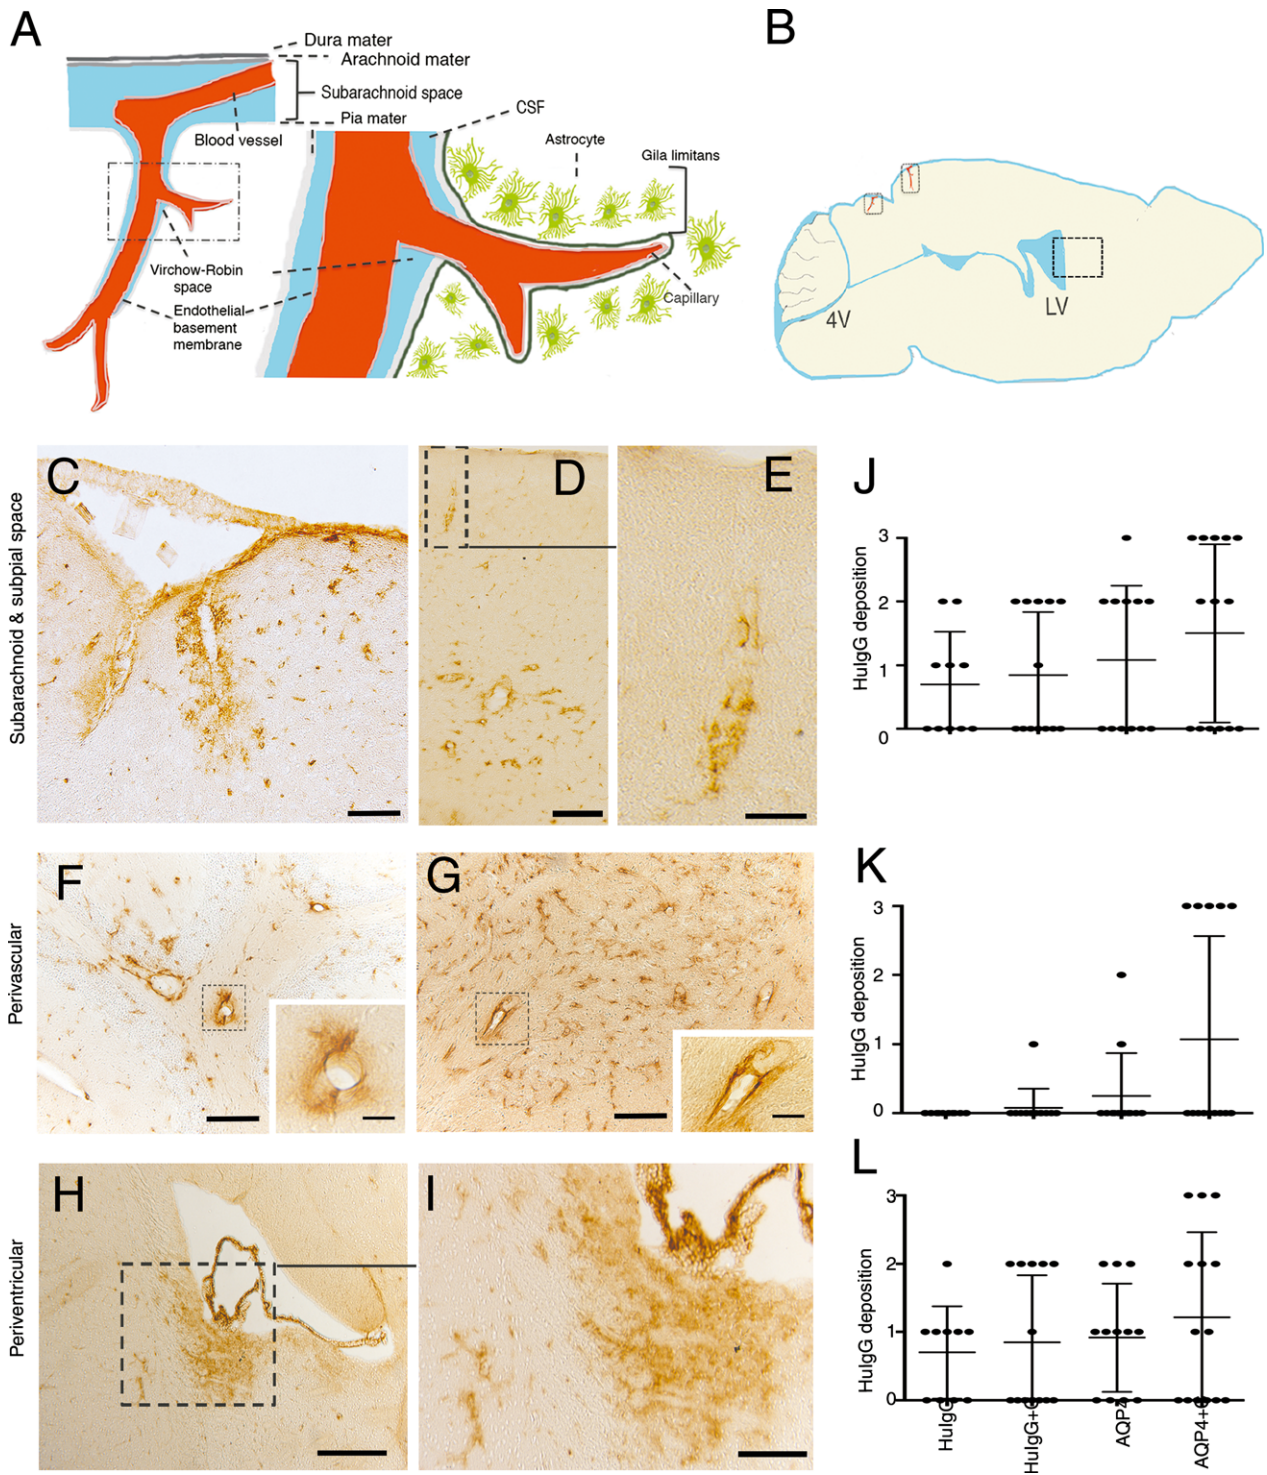 A
Dura mater
Arachnoid mater
Subarachnoid space
Pia mater
Blood vessel
CSF
Astrocyte
Gila limitans
Virchow-Robin
space
Endothelial
basement
membrane
Capillary
B
4V
LV
Subarachnoid & subpial space
C
D
E
J
HuIgG deposition
3
2
1
0
Perivascular
F
G
K
HuIgG deposition
3
2
1
0
Periventricular
H
I
L
HuIgG deposition
3
2
1
0
HuIgG
HuIgG+C
AQP4
AQP4+C